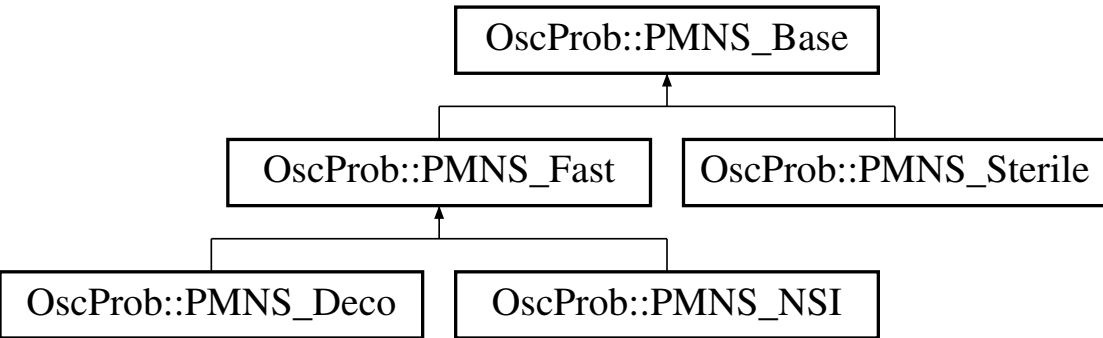 OscProb::PMNS_Base
OscProb::PMNS_Fast
OscProb::PMNS_Sterile
OscProb::PMNS_Deco
OscProb::PMNS_NSI